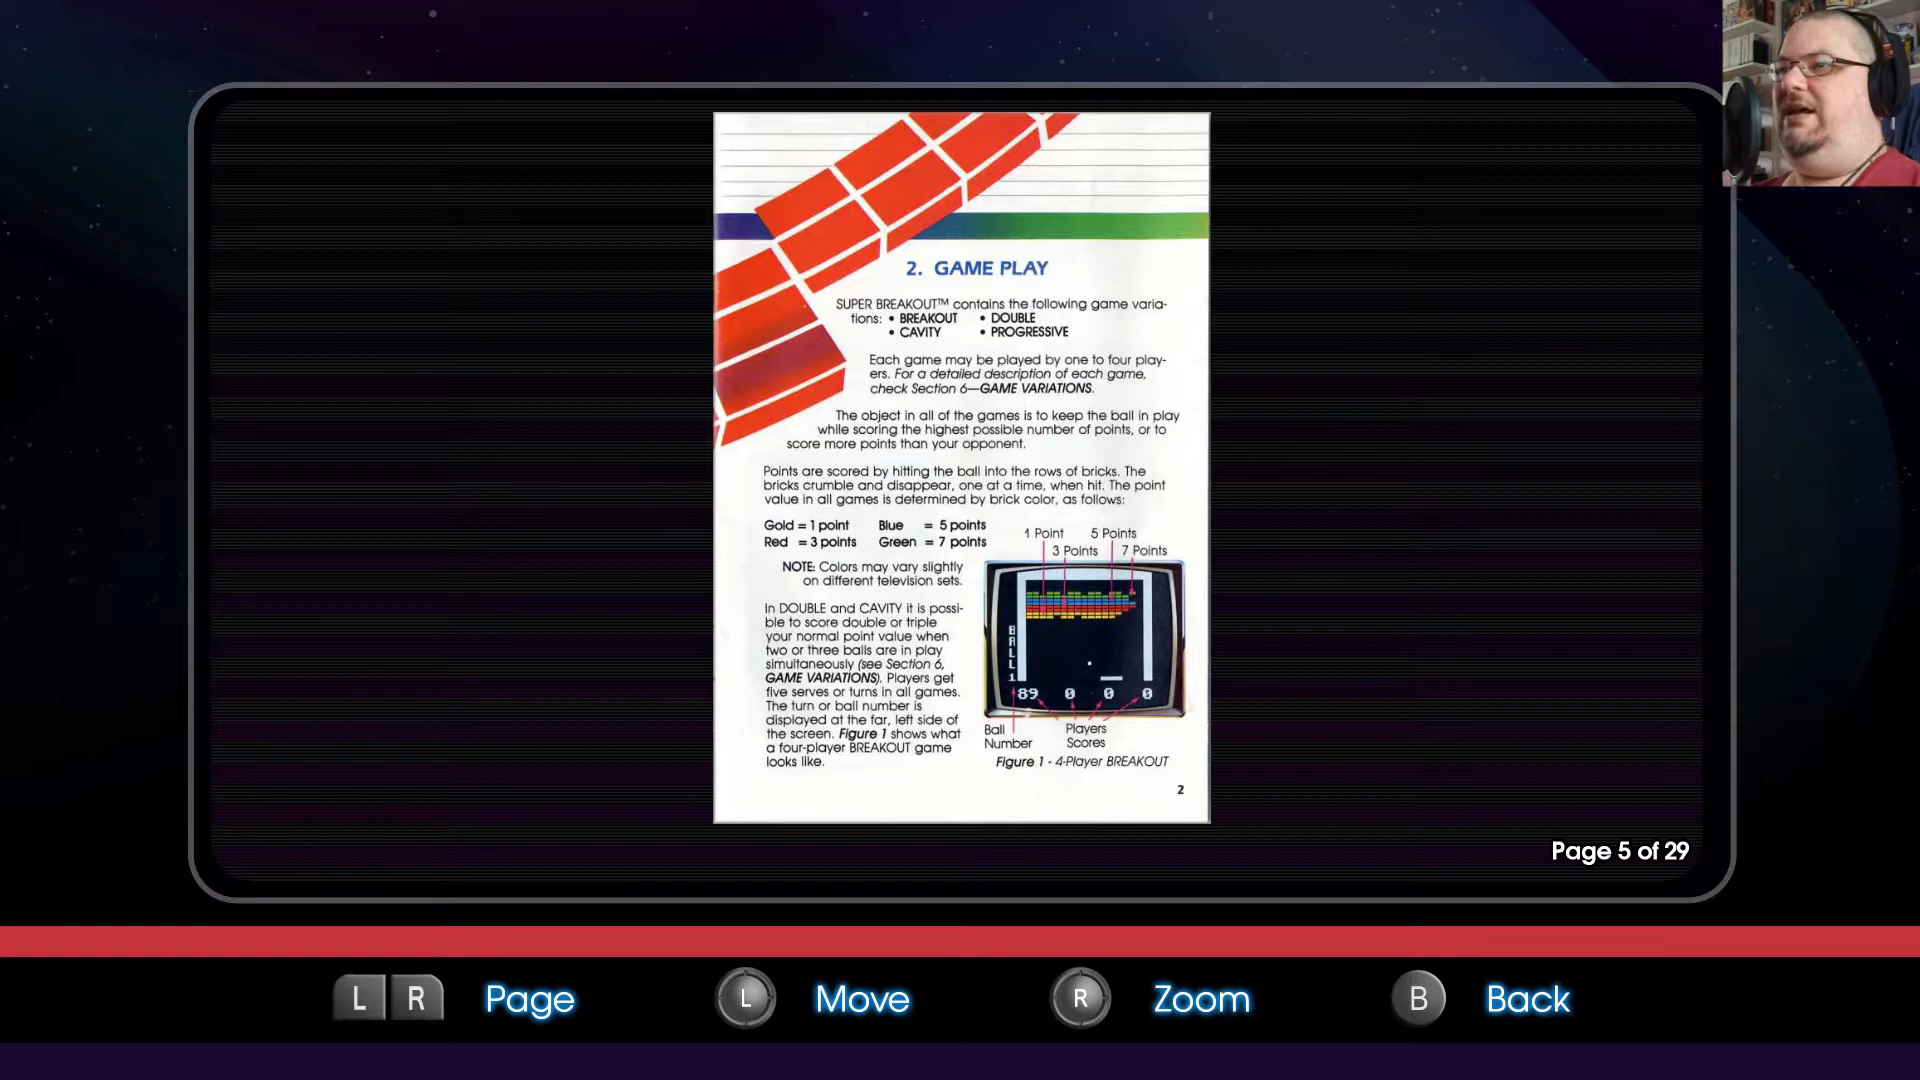 2. GAME PLAY
SUPER BREAKOUT™ contains the following game varia-
tions: • BREAKOUT • DOUBLE
• CAVITY • PROGRESSIVE
Each game may be played by one to four play-
ers. For a detailed description of each game,
check Section 6—GAME VARIATIONS.
The object in all of the games is to keep the ball in play
while scoring the highest possible number of points, or to
score more points than your opponent.
Points are scored by hitting the ball into the rows of bricks. The
bricks crumble and disappear, one at a time, when hit. The point
value in all games is determined by brick color, as follows:
Gold = 1 point Blue = 5 points
Red = 3 points Green = 7 points
NOTE: Colors may vary slightly
on different television sets.
In DOUBLE and CAVITY it is possi-
ble to score double or triple
your normal point value when
two or three balls are in play
simultaneously (see Section 6,
GAME VARIATIONS). Players get
five serves or turns in all games.
The turn or ball number is
displayed at the far, left side of
the screen. Figure 1 shows what
a four-player BREAKOUT game
looks like.
1 Point 5 Points
3 Points 7 Points
BALL 1
89 0 0 0
Ball
Number
Players
Scores
Figure 1 - 4-Player BREAKOUT
2
Page 5 of 29
L R Page L Move R Zoom B Back